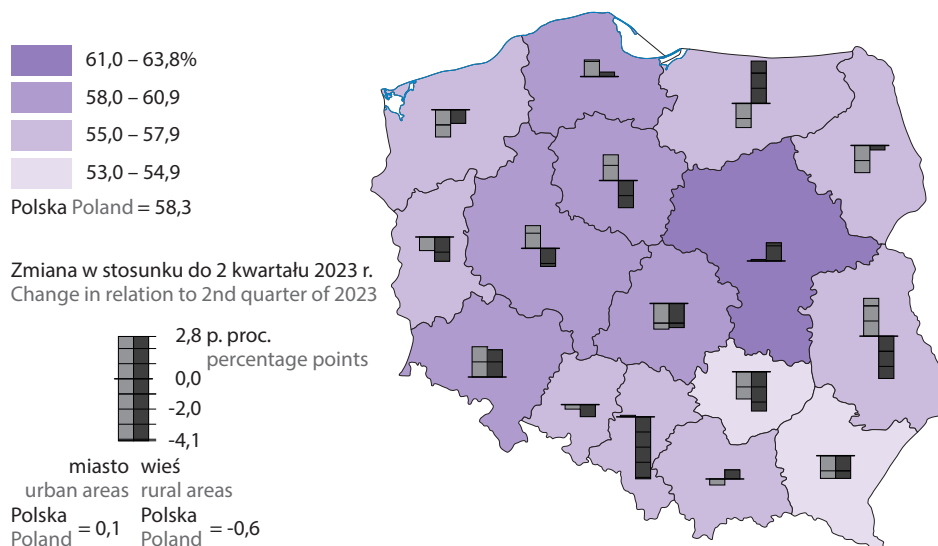 61,0 – 63,8%
58,0 – 60,9
55,0 – 57,9
53,0 – 54,9
Polska Poland = 58,3
Zmiana w stosunku do 2 kwartału 2023 r.
Change in relation to 2nd quarter of 2023
2,8 p. proc.
percentage points
0,0
-2,0
-4,1
miasto wieś
urban areas rural areas
Polska Polska
Poland = 0,1 Poland = -0,6